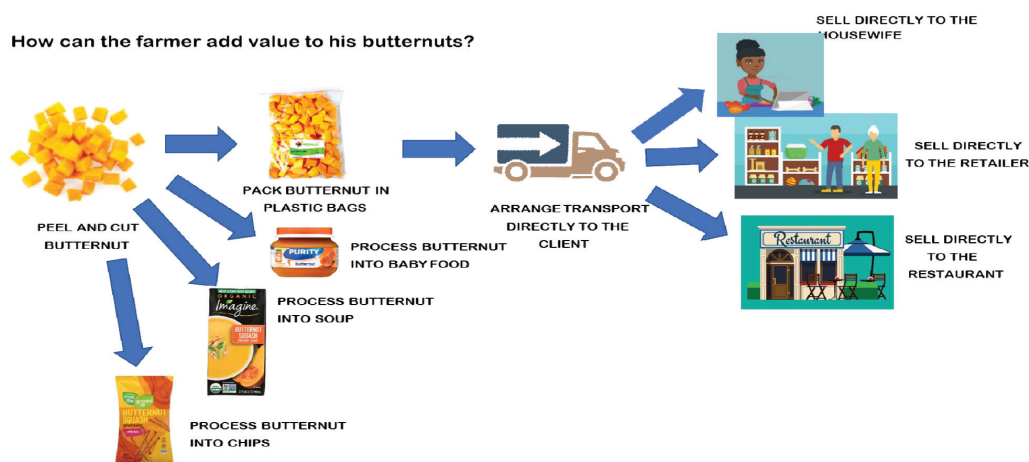 How can the farmer add value to his butternuts?
SELL DIRECTLY TO THE
HOUSEWIFE
SELL DIRECTLY
TO THE RETAILER
PACK BUTTERNUT IN
PLASTIC BAGS
ARRANGE TRANSPORT
DIRECTLY TO THE
CLIENT
PEEL AND CUT
BUTTERNUT
PURITY
Butternut
PROCESS BUTTERNUT
INTO BABY FOOD
Restaurant
SELL DIRECTLY
TO THE
RESTAURANT
ORGANIC
Imagine
BUTTERNUT
SQUASH
PROCESS BUTTERNUT
INTO SOUP
BUTTERNUT
SQUASH
PROCESS BUTTERNUT
INTO CHIPS